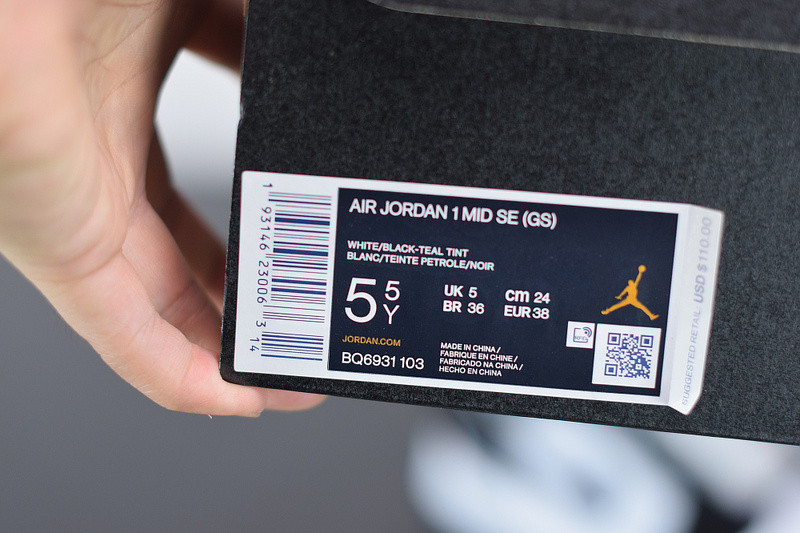 AIR JORDAN 1 MID SE (GS)
WHITE/BLACK-TEAL TINT
BLANC/TEINTE PETROLE/NOIR
5 5Y
UK 5 cm 24
BR 36 EUR 38
JORDAN.COM
BQ6931 103
MADE IN CHINA /
FABRIQUE EN CHINE /
FABRICADO NA CHINA /
HECHO EN CHINA
1 93146 23006 3 14
SUGGESTED RETAIL USD $110.00